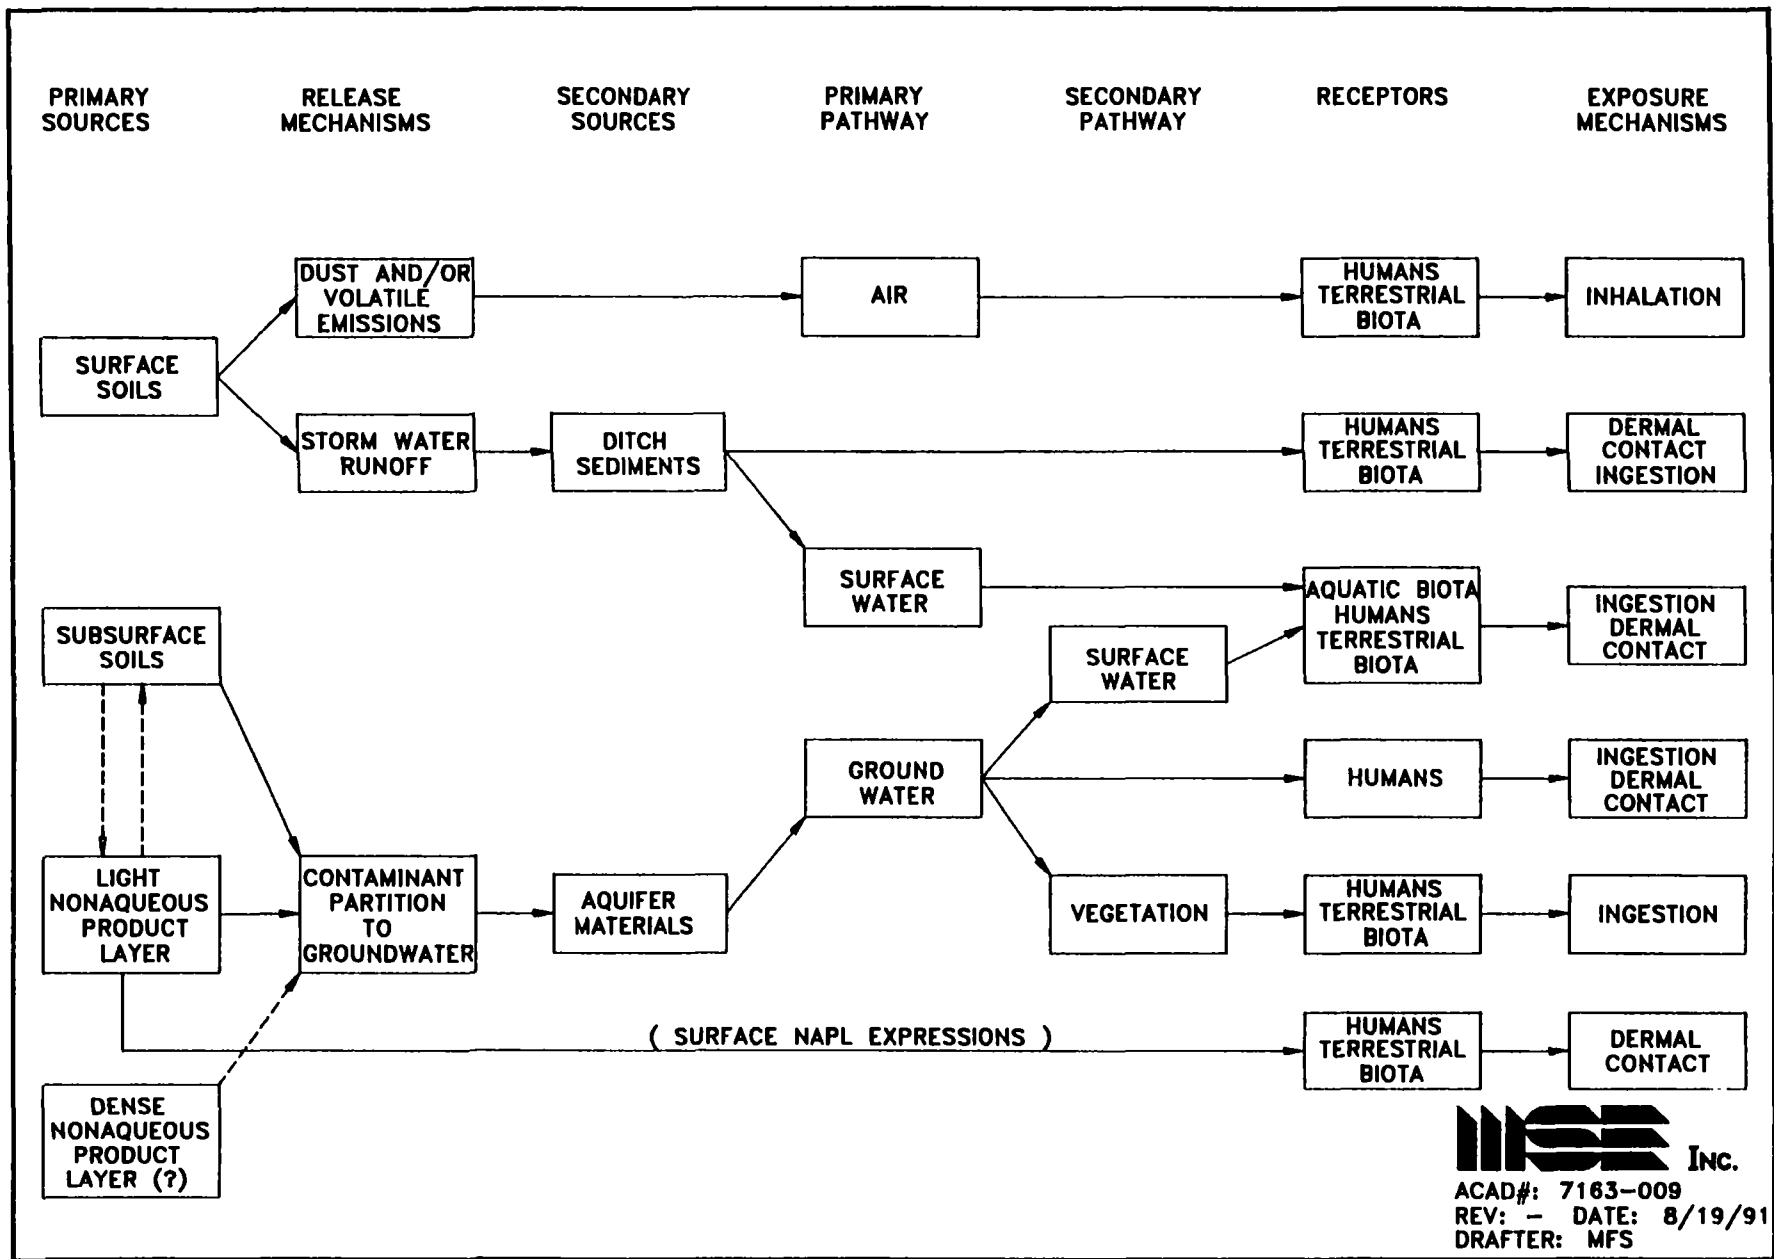 PRIMARY
SOURCES
RELEASE
MECHANISMS
SECONDARY
SOURCES
PRIMARY
PATHWAY
SECONDARY
PATHWAY
RECEPTORS
EXPOSURE
MECHANISMS
DUST AND/OR
VOLATILE
EMISSIONS
AIR
HUMANS
TERRESTRIAL
BIOTA
INHALATION
SURFACE
SOILS
STORM WATER
RUNOFF
DITCH
SEDIMENTS
HUMANS
TERRESTRIAL
BIOTA
DERMAL
CONTACT
INGESTION
SURFACE
WATER
AQUATIC BIOTA
HUMANS
TERRESTRIAL
BIOTA
INGESTION
DERMAL
CONTACT
SUBSURFACE
SOILS
SURFACE
WATER
GROUND
WATER
HUMANS
INGESTION
DERMAL
CONTACT
LIGHT
NONAQUEOUS
PRODUCT
LAYER
CONTAMINANT
PARTITION
TO
GROUNDWATER
AQUIFER
MATERIALS
VEGETATION
HUMANS
TERRESTRIAL
BIOTA
INGESTION
( SURFACE NAPL EXPRESSIONS )
HUMANS
TERRESTRIAL
BIOTA
DERMAL
CONTACT
DENSE
NONAQUEOUS
PRODUCT
LAYER (?)
MSE INC.
ACAD#: 7163-009
REV: - DATE: 8/19/91
DRAFTER: MFS